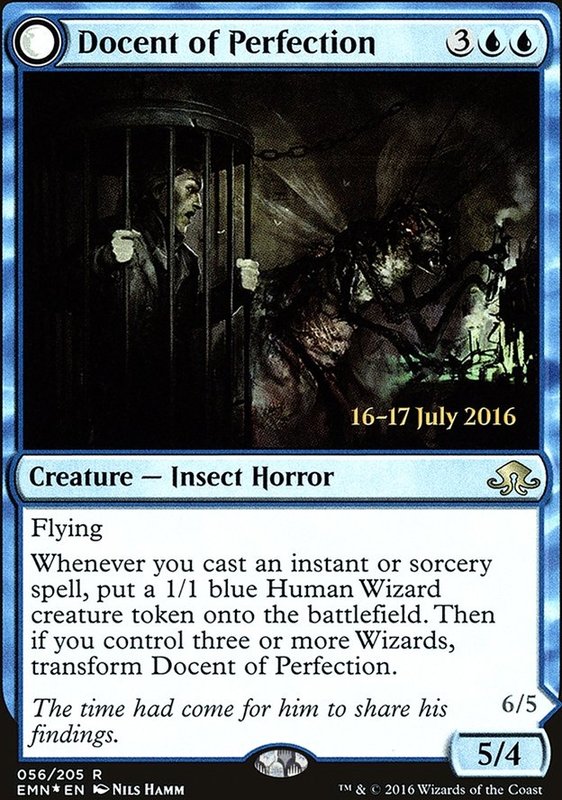 Docent of Perfection 3
16–17 July 2016
Creature — Insect Horror
Flying
Whenever you cast an instant or sorcery
spell, put a 1/1 blue Human Wizard
creature token onto the battlefield. Then
if you control three or more Wizards,
transform Docent of Perfection.
The time had come for him to share his
findings.
6/5
5/4
056/205 R
EMN★EN Nils Hamm
™ & © 2016 Wizards of the Coast